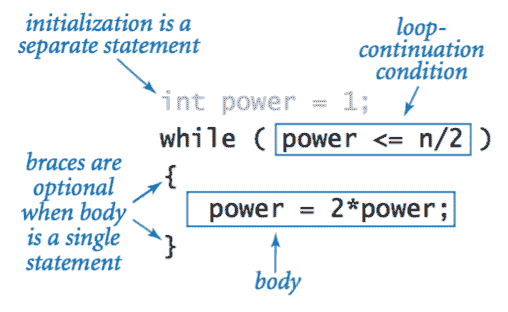 initialization is a
separate statement
loop-
continuation
condition
int power = 1;
while ( power <= n/2 )
braces are
optional
when body
is a single
statement
{
power = 2*power;
}
body